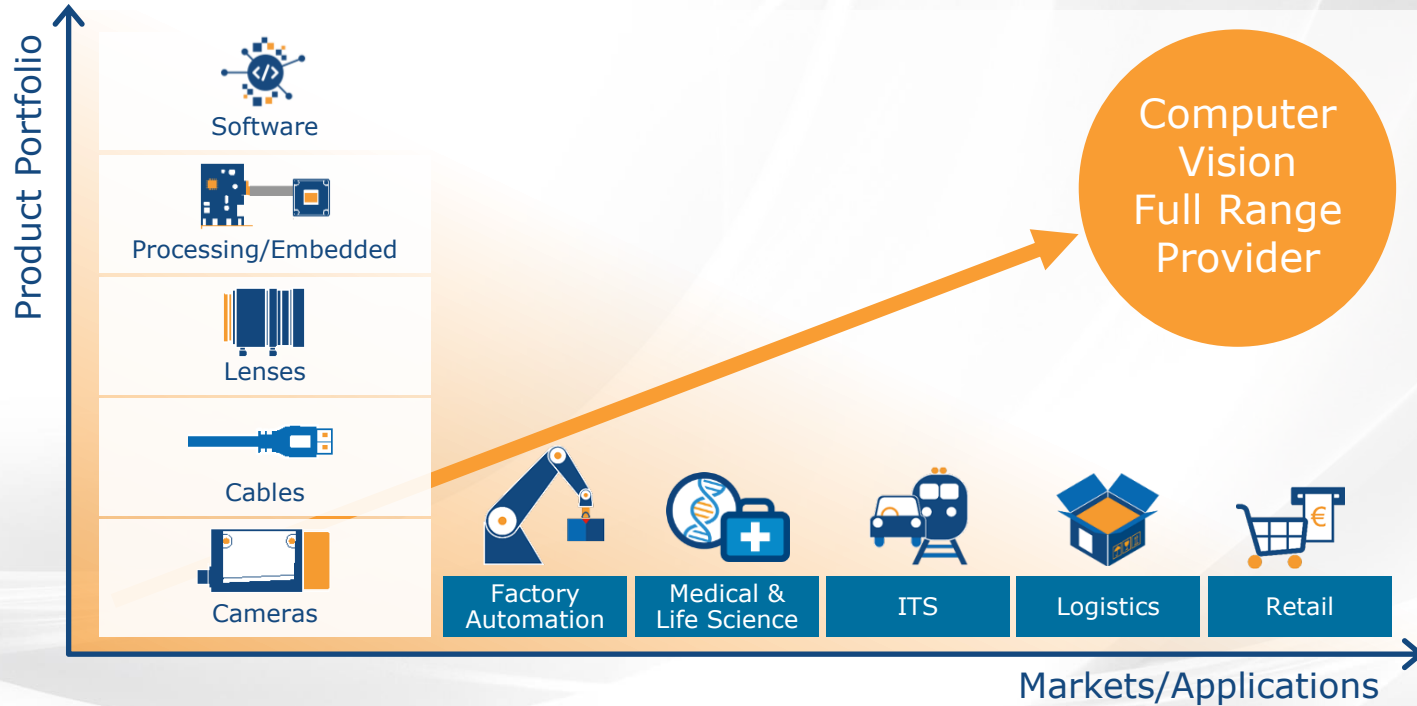 Product Portfolio
</>
Software
Processing/Embedded
Lenses
Cables
Cameras
Computer
Vision
Full Range
Provider
€
Factory
Automation
Medical &
Life Science
ITS
Logistics
Retail
Markets/Applications